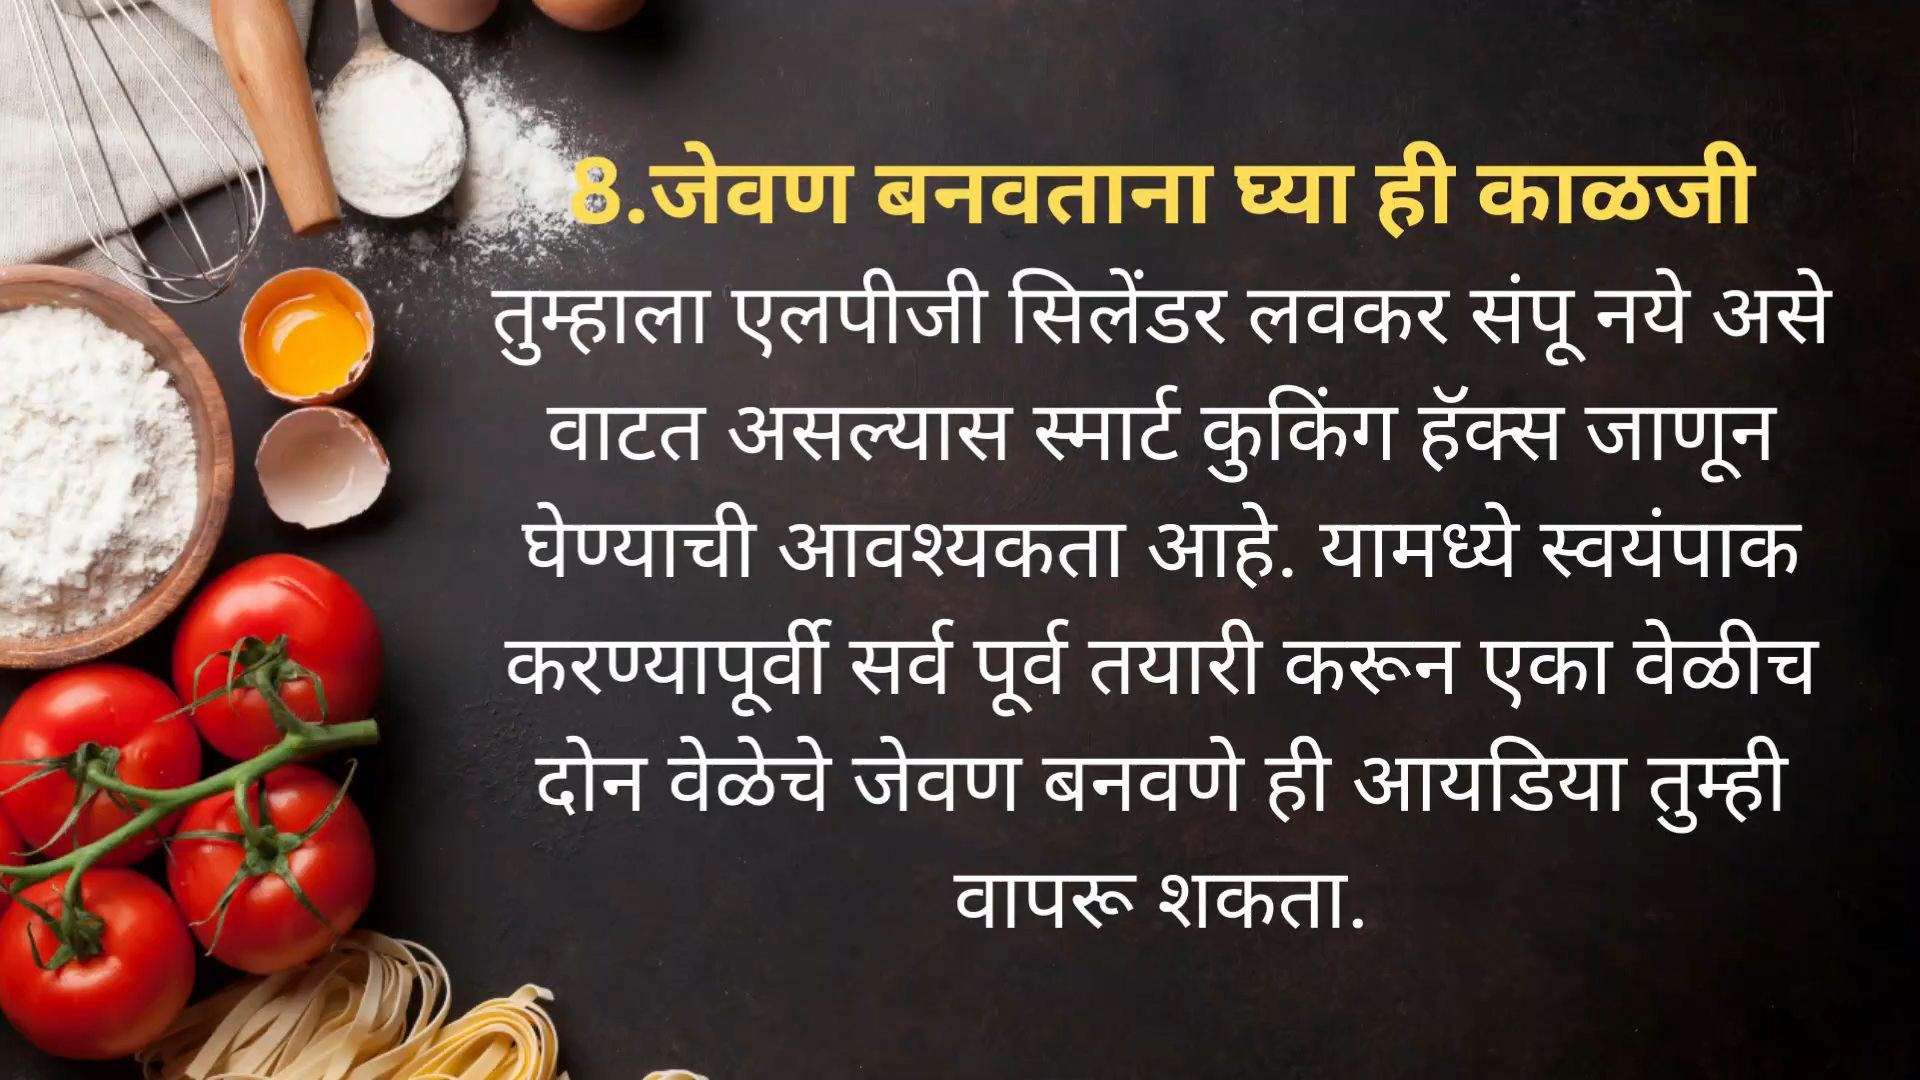 8.जेवण बनवताना घ्या ही काळजी
तुम्हाला एलपीजी सिलेंडर लवकर संपू नये असे
वाटत असल्यास स्मार्ट कुकिंग हॅक्स जाणून
घेण्याची आवश्यकता आहे. यामध्ये स्वयंपाक
करण्यापूर्वी सर्व पूर्व तयारी करून एका वेळीच
दोन वेळेचे जेवण बनवणे ही आयडिया तुम्ही
वापरू शकता.